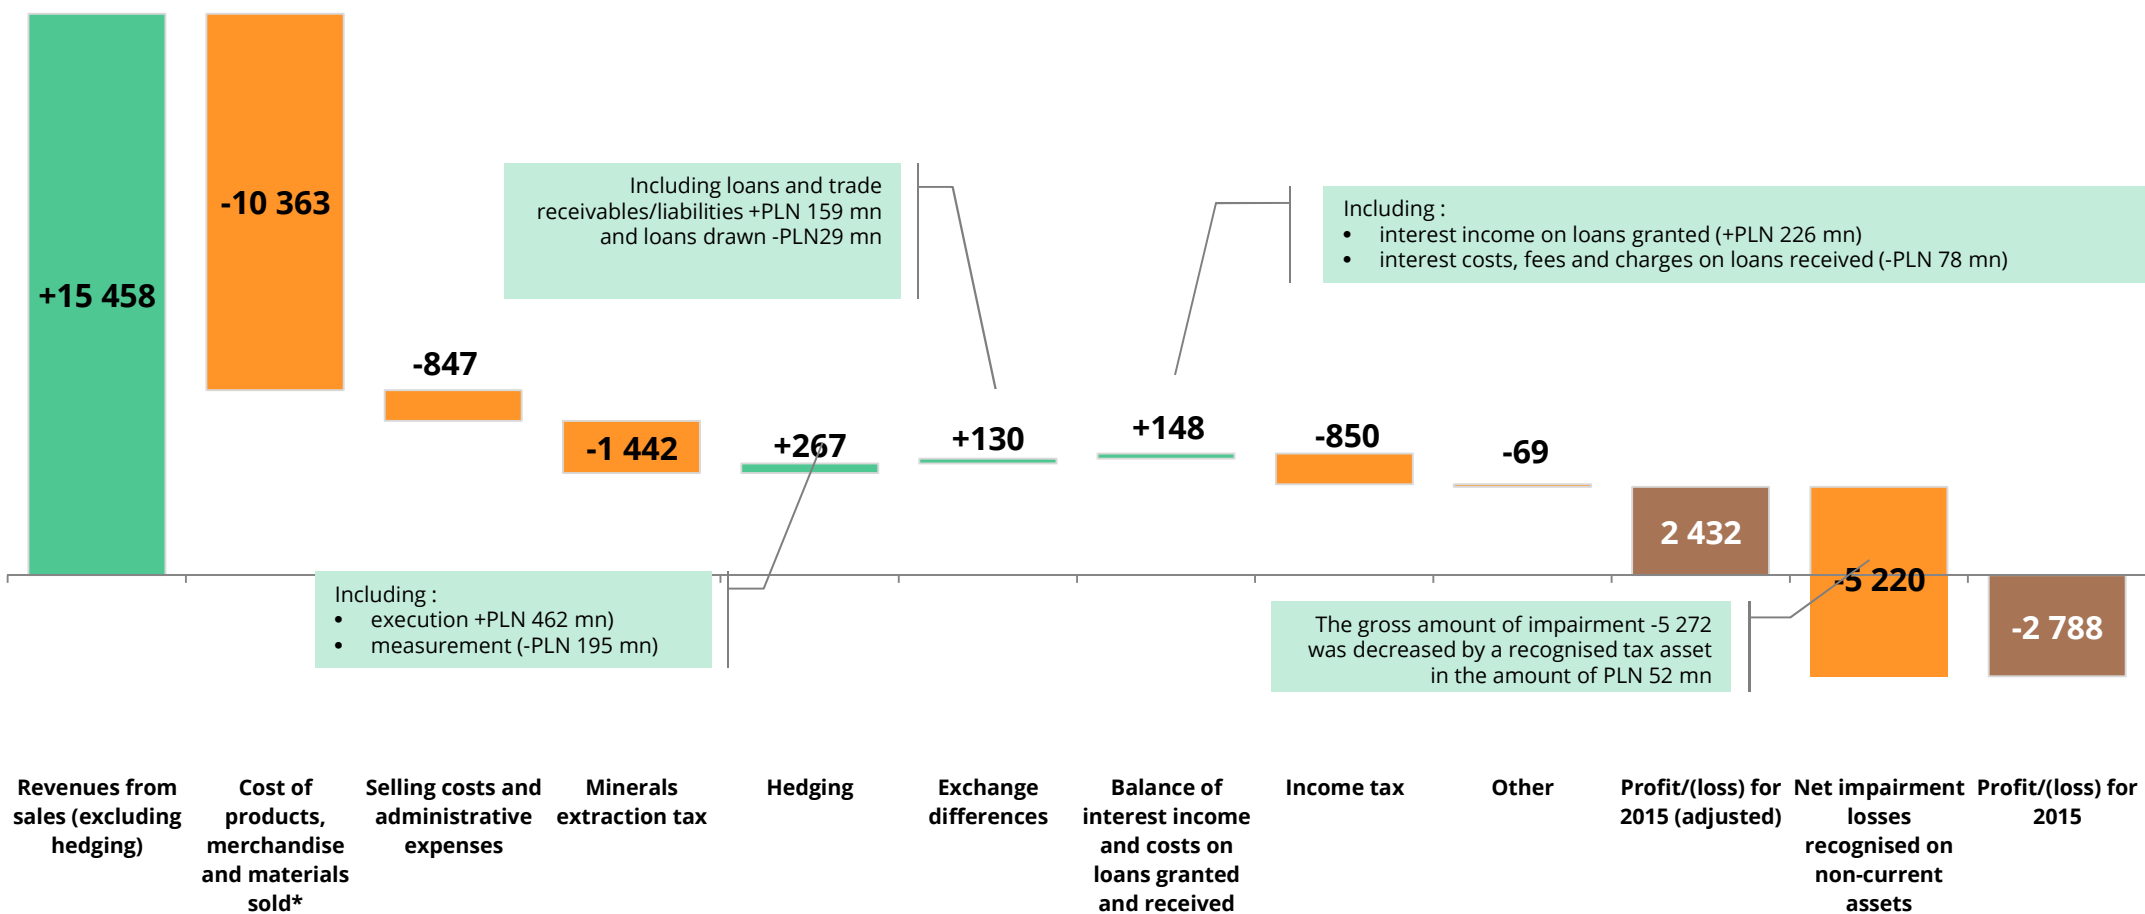 +15 458
-10 363
-847
-1 442
+267
+130
+148
-850
-69
2 432
-5 220
-2 788
Including loans and trade
receivables/liabilities +PLN 159 mn
and loans drawn -PLN29 mn
Including :
• interest income on loans granted (+PLN 226 mn)
• interest costs, fees and charges on loans received (-PLN 78 mn)
Including :
• execution +PLN 462 mn)
• measurement (-PLN 195 mn)
The gross amount of impairment -5 272
was decreased by a recognised tax asset
in the amount of PLN 52 mn
Revenues from
sales (excluding
hedging)
Cost of
products,
merchandise
and materials
sold*
Selling costs and
administrative
expenses
Minerals
extraction tax
Hedging
Exchange
differences
Balance of
interest income
and costs on
loans granted
and received
Income tax
Other
Profit/(loss) for
2015 (adjusted)
Net impairment
losses
recognised on
non-current
assets
Profit/(loss) for
2015